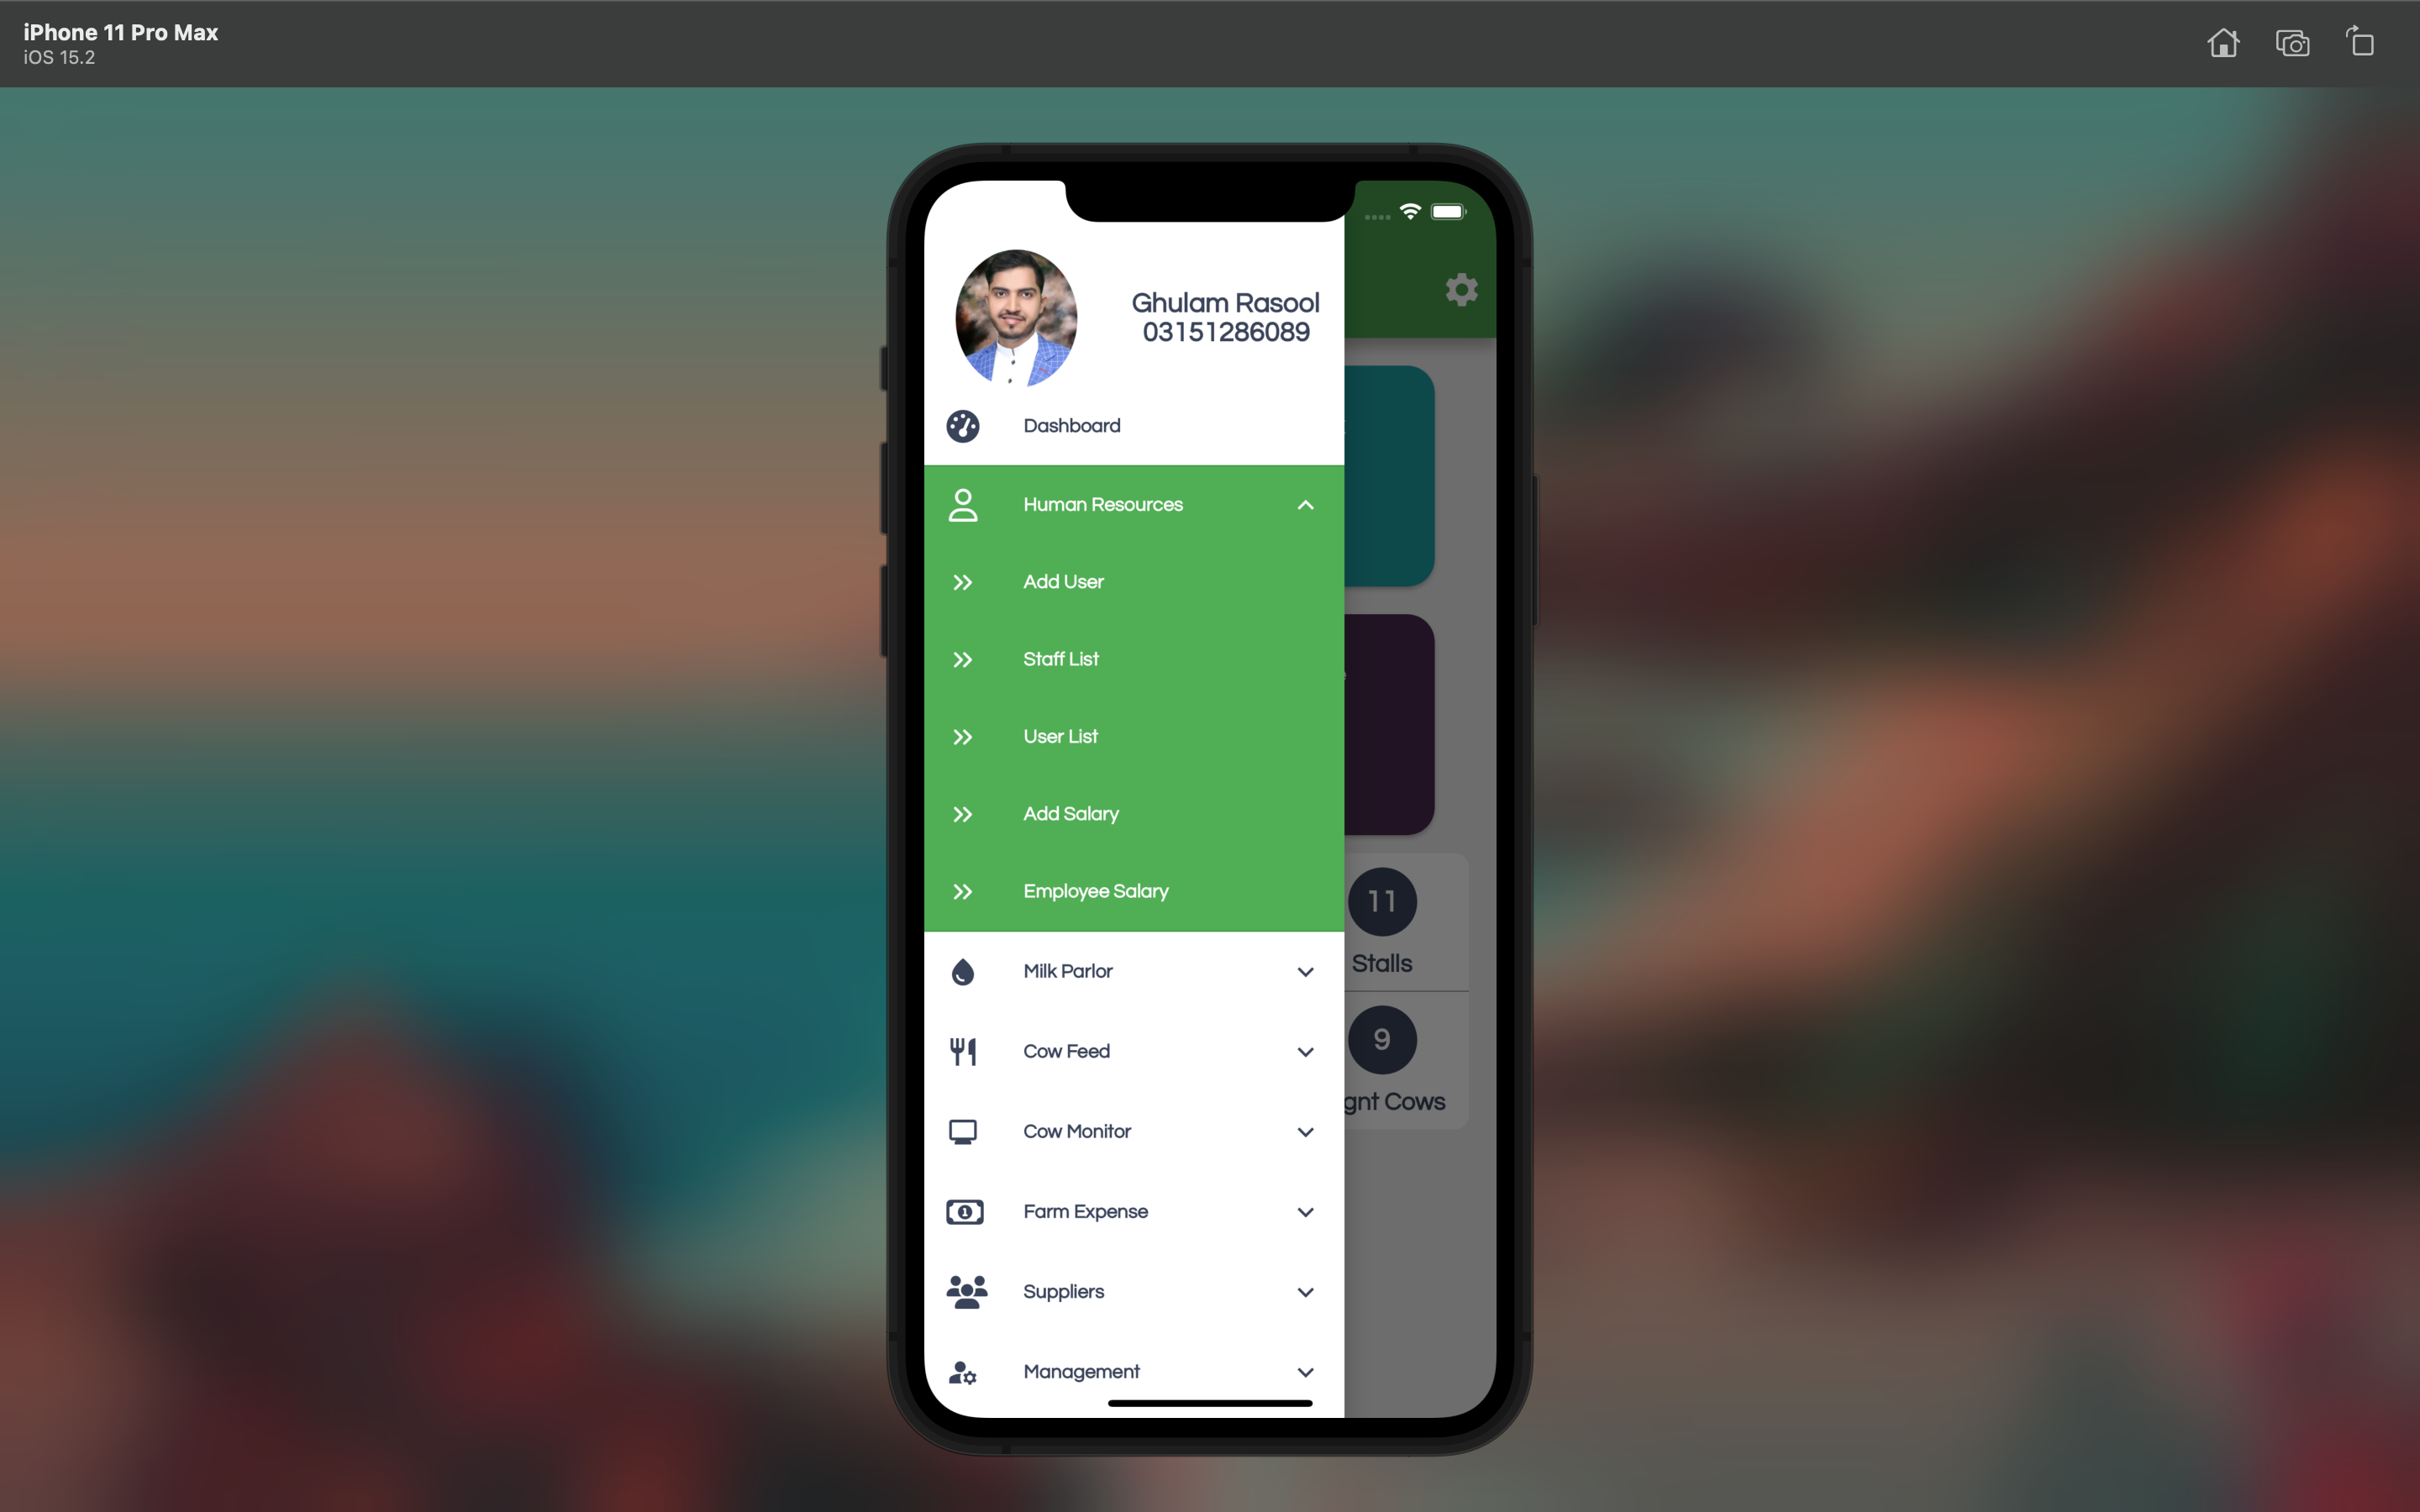 iPhone 11 Pro Max
iOS 15.2
Ghulam Rasool
03151286089
Dashboard
Human Resources
Add User
Staff List
User List
Add Salary
Employee Salary
Milk Parlor
Cow Feed
Cow Monitor
Farm Expense
1
Suppliers
Management
11
Stalls
9
gnt Cows